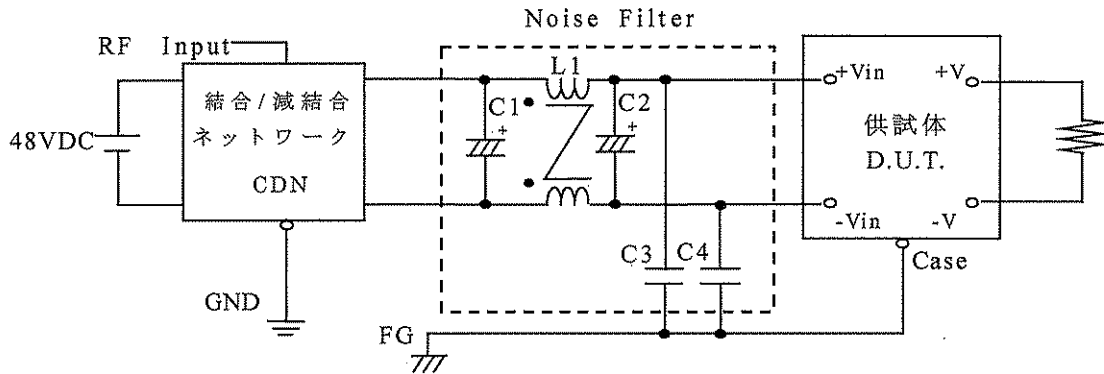 Noise Filter
RF Input
結合/減結合
ネットワーク
CDN
48VDC
GND
C1
+
L1
C2
+
C3
C4
FG
+Vin
+V
供試体
D.U.T.
-Vin
-V
Case